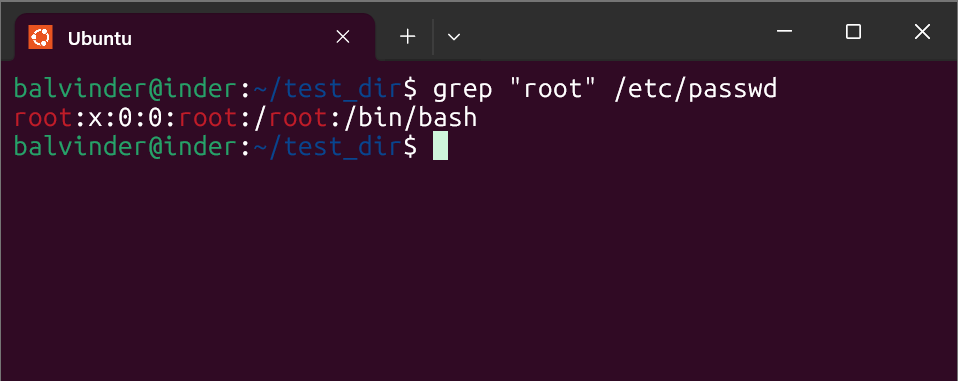 Ubuntu
balvinder@inder:~/test_dir$ grep "root" /etc/passwd
root:x:0:0:root:/root:/bin/bash
balvinder@inder:~/test_dir$